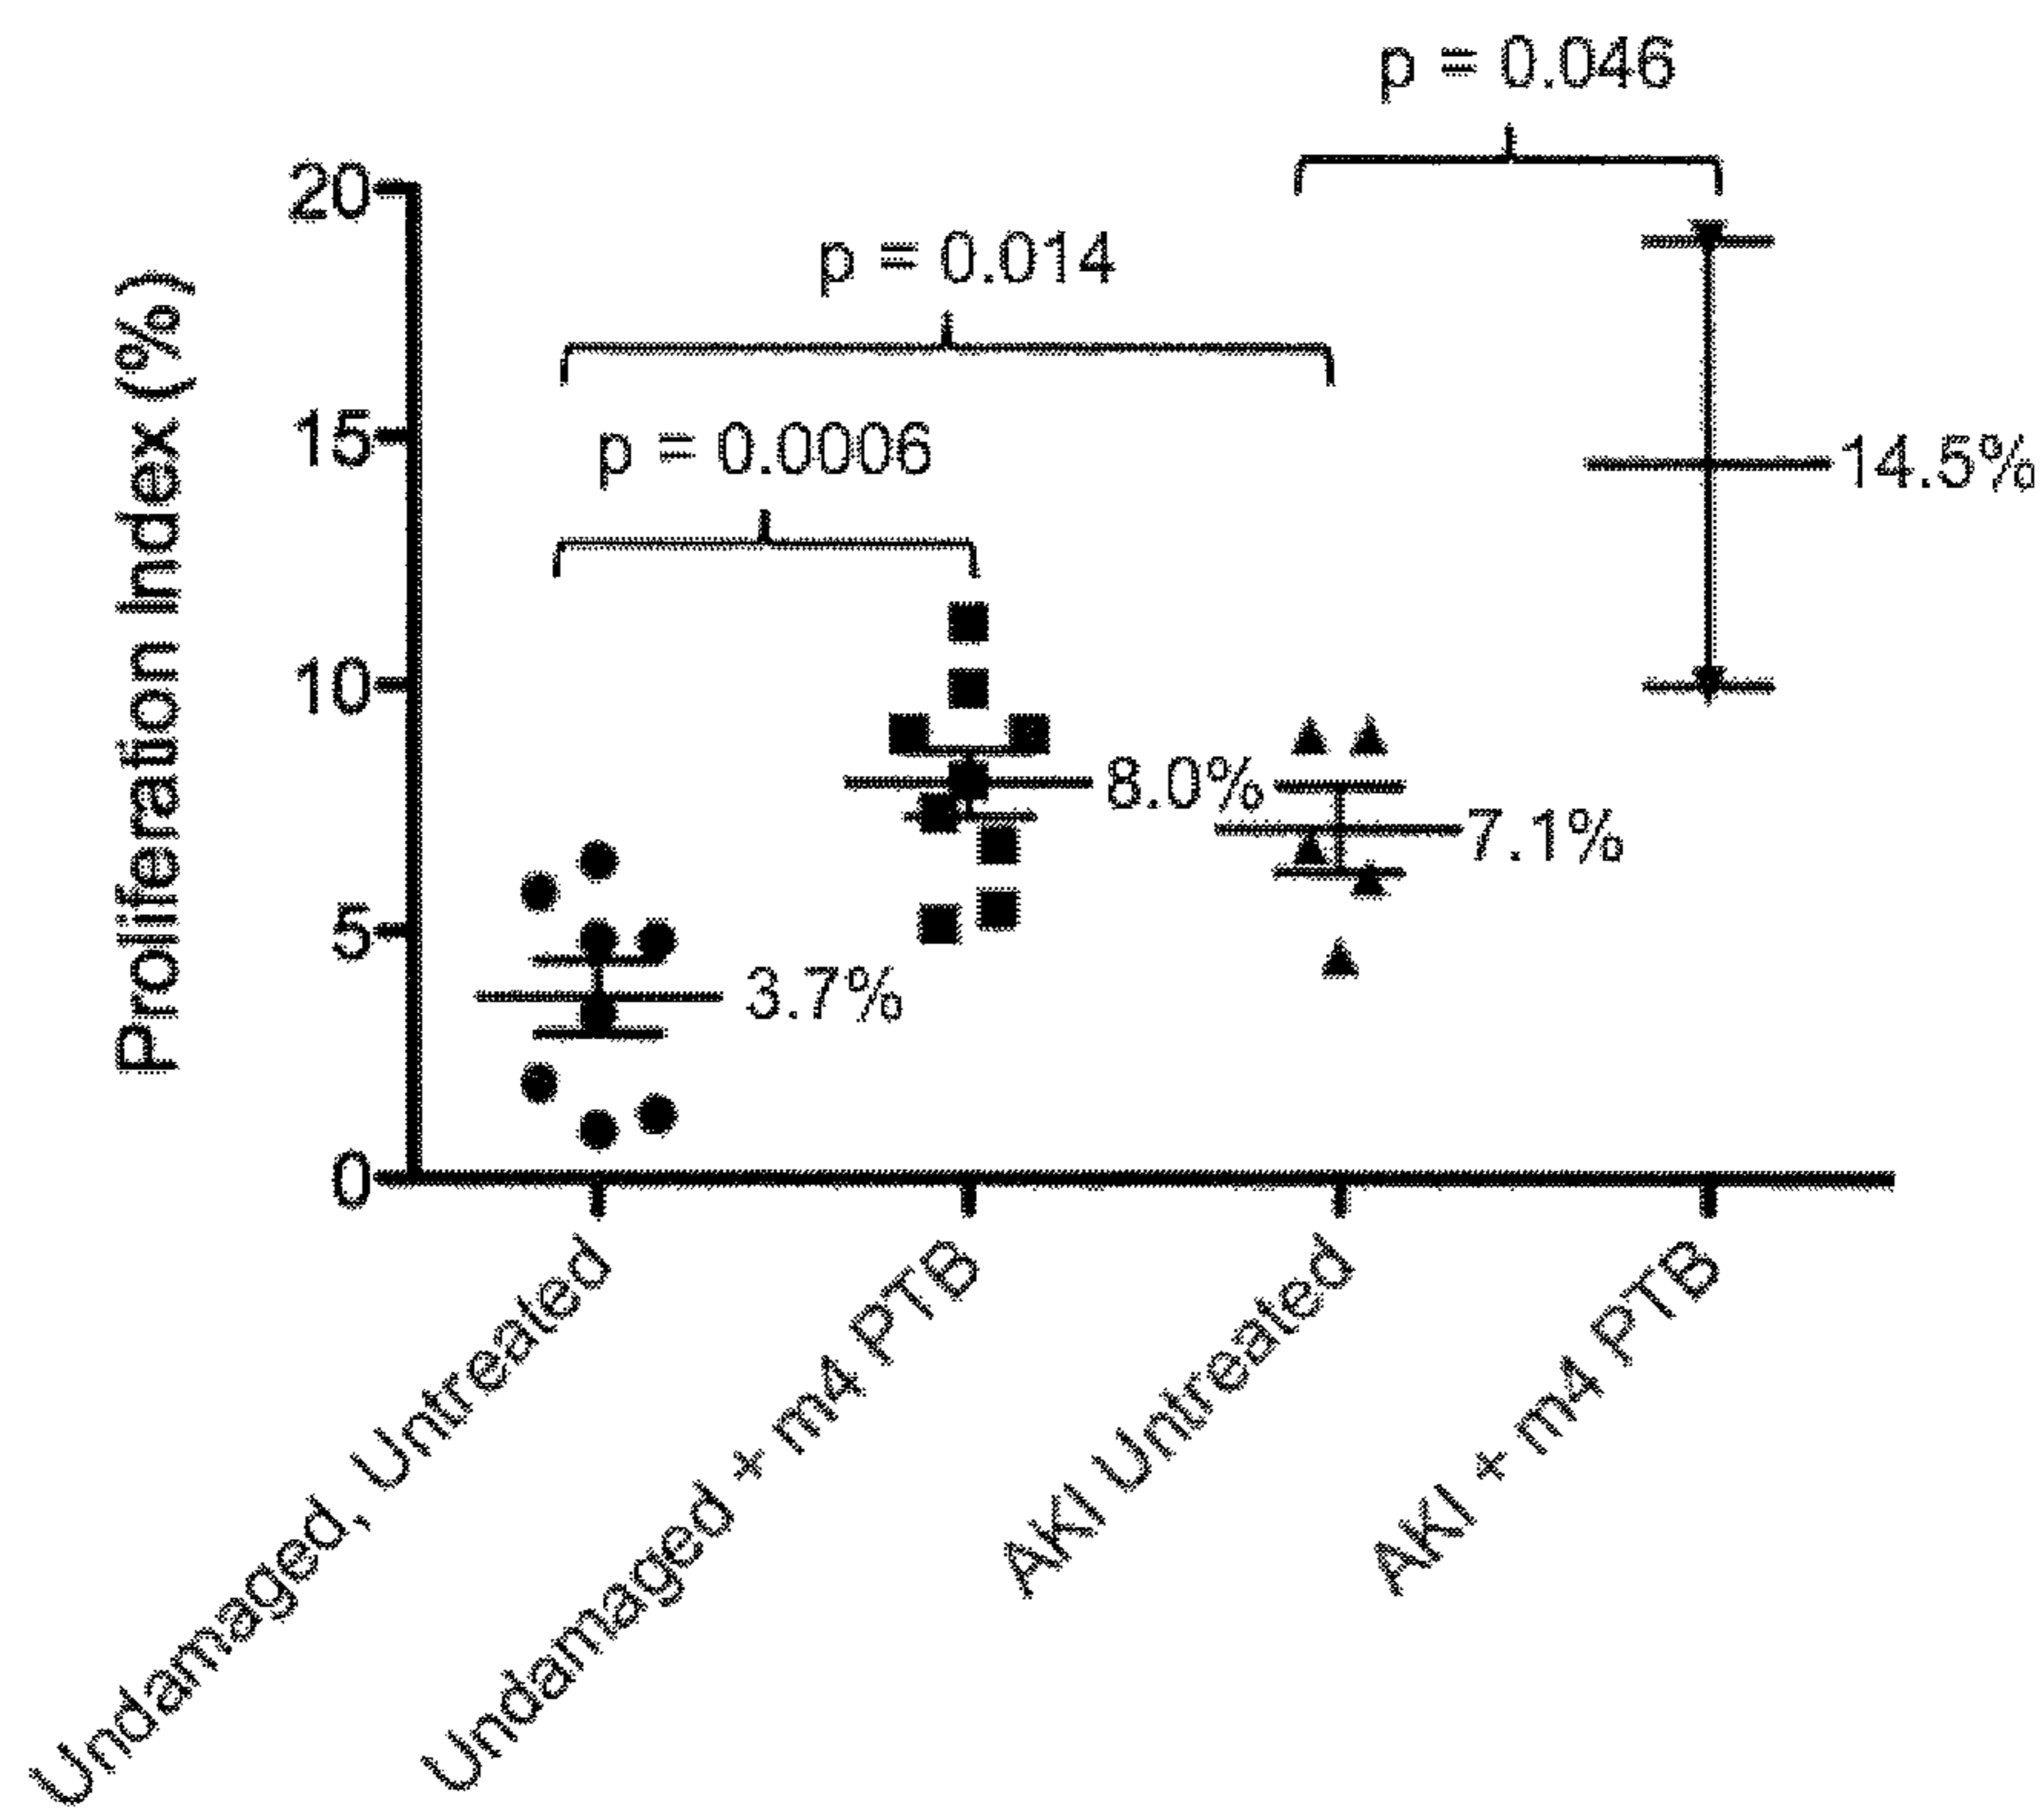 p = 0.046
20
p = 0.014
15
p = 0.0006
14.5%
10
8.0%
7.1%
5
3.7%
0
Proliferation Index (%)
Undamaged, Untreated
Undamaged + m4 PTB
AKI Untreated
AKI + m4 PTB